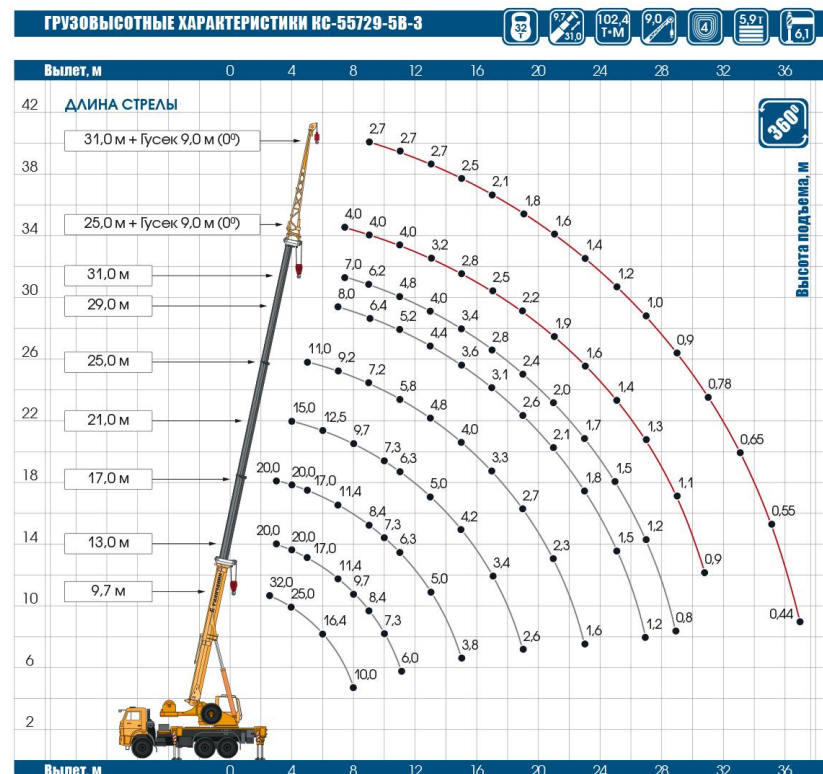 ГРУЗОВЫСОТНЫЕ ХАРАКТЕРИСТИКИ КС-55729-5В-3
32 Т
9,7 31,0
102,4 Т•М
9,0
4
5,9 т
6,1
Вылет, м 0 4 8 12 16 20 24 28 32 36
42
ДЛИНА СТРЕЛЫ
360⁰
31,0 м + Гусек 9,0 м (0⁰)
2,7 2,7 2,7 2,5 2,1 1,8 1,6 1,4 1,2 1,0 0,9 0,78 0,65 0,55 0,44
38
Высота подъема, м
34
25,0 м + Гусек 9,0 м (0⁰)
4,0 4,0 4,0 3,2 2,8 2,5 2,2 1,9 1,6 1,4 1,3 1,1 0,9
31,0 м
7,0 6,2 4,8 4,0 3,4 2,8 2,4 2,0 1,7 1,5 1,2 0,8
30
29,0 м
8,0 6,4 5,2 4,4 3,6 3,1 2,6 2,1 1,8 1,5 1,2
26
25,0 м
11,0 9,2 7,2 5,8 4,8 4,0 3,3 2,7 2,3 1,6
22
21,0 м
15,0 12,5 9,7 7,3 6,3 5,0 4,2 3,4 2,6
18
17,0 м
20,0 20,0 17,0 11,4 8,4 7,3 6,3 5,0 3,8
14
13,0 м
20,0 20,0 17,0 11,4 9,7 8,4 7,3 6,0
10
9,7 м
32,0 25,0 16,4 10,0
6
2
Вылет, м 0 4 8 12 16 20 24 28 32 36